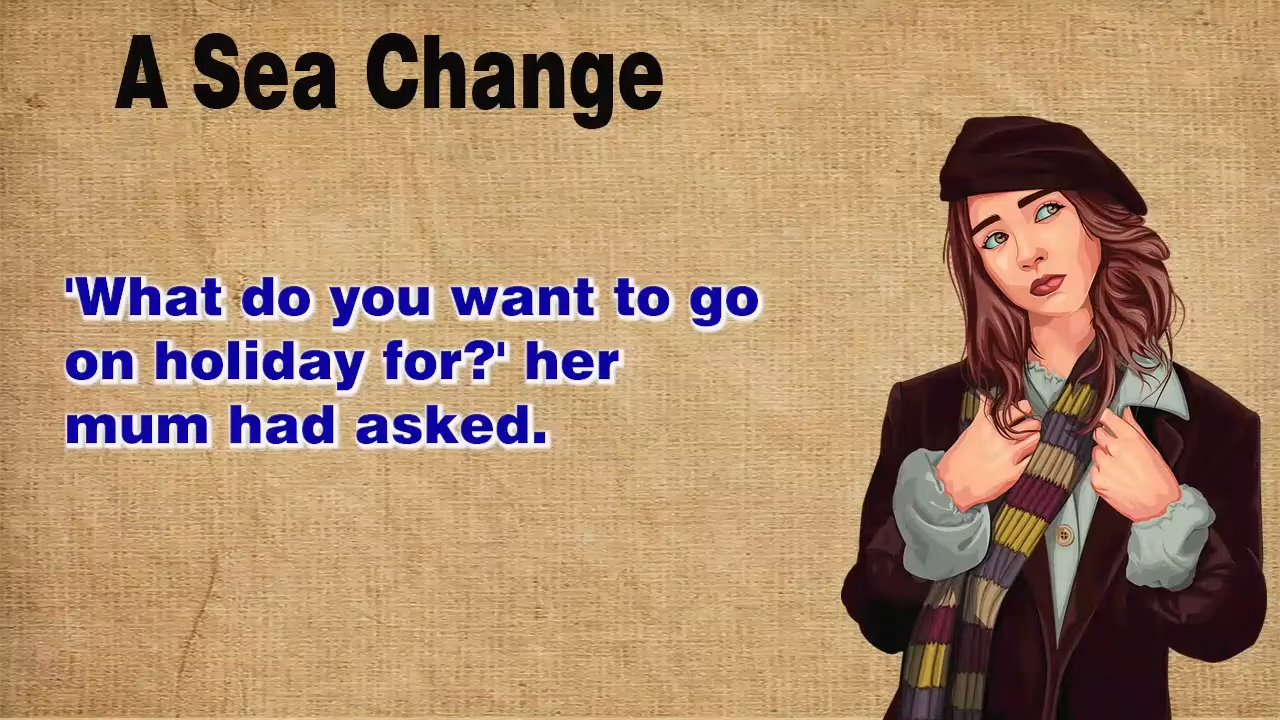 A Sea Change
'What do you want to go
on holiday for?' her
mum had asked.